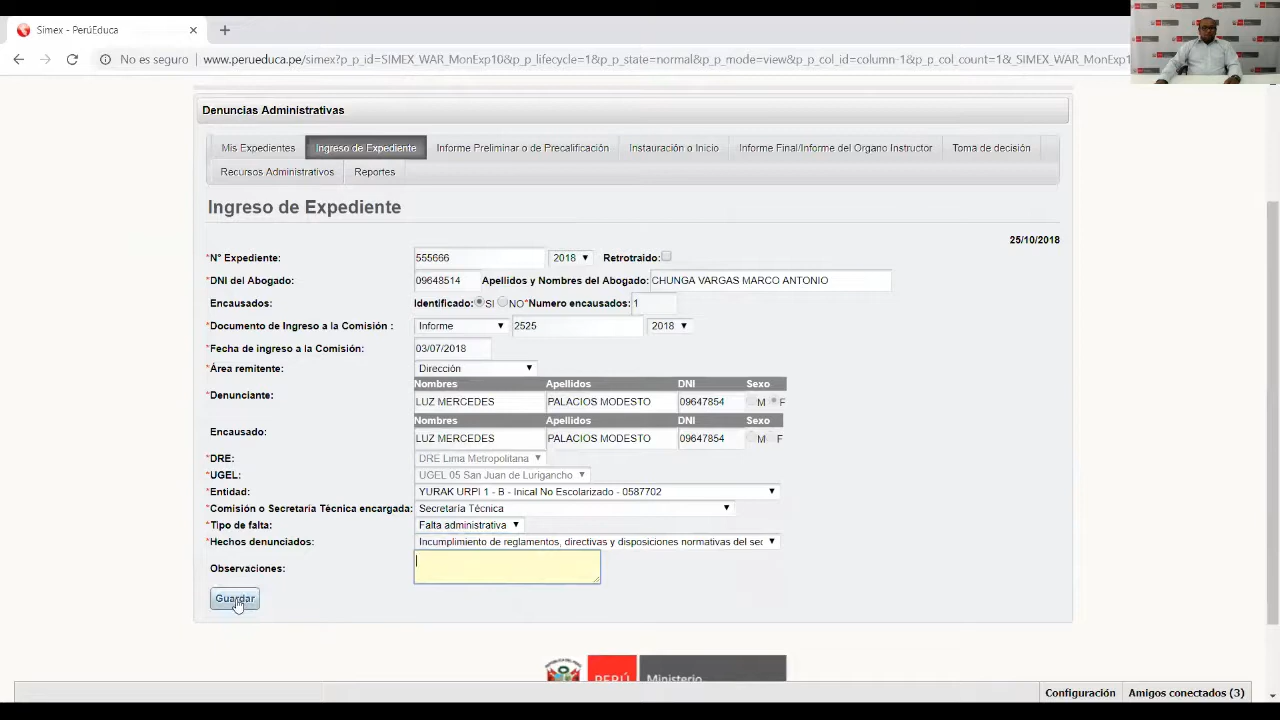 Simex - PerúEduca
No es seguro www.perueduca.pe/simex?p_p_id=SIMEX_WAR_MonExp10&p_p_lifecycle=1&p_p_state=normal&p_p_mode=view&p_p_col_id=column-1&p_p_col_count=1&_SIMEX_WAR_MonExp1
Denuncias Administrativas
Mis Expedientes Ingreso de Expediente Informe Preliminar o de Precalificación Instauración o Inicio Informe Final/Informe del Organo Instructor Toma de decisión
Recursos Administrativos Reportes
Ingreso de Expediente
25/10/2018
*N° Expediente: 555666 2018 Retrotraido:
*DNI del Abogado: 09648514 Apellidos y Nombres del Abogado: CHUNGA VARGAS MARCO ANTONIO
Encausados: Identificado: SI NO *Numero encausados: 1
*Documento de Ingreso a la Comisión : Informe 2525 2018
*Fecha de ingreso a la Comisión: 03/07/2018
*Área remitente: Dirección
Nombres Apellidos DNI Sexo
*Denunciante: LUZ MERCEDES PALACIOS MODESTO 09647854 M F
Nombres Apellidos DNI Sexo
Encausado: LUZ MERCEDES PALACIOS MODESTO 09647854 M F
*DRE: DRE Lima Metropolitana
*UGEL: UGEL 05 San Juan de Lurigancho
*Entidad: YURAK URPI 1 - B - Inical No Escolarizado - 0587702
*Comisión o Secretaría Técnica encargada: Secretaría Técnica
*Tipo de falta: Falta administrativa
*Hechos denunciados: Incumplimiento de reglamentos, directivas y disposiciones normativas del sec
Observaciones:
Guardar
PERÚ Ministerio
Configuración Amigos conectados (3)